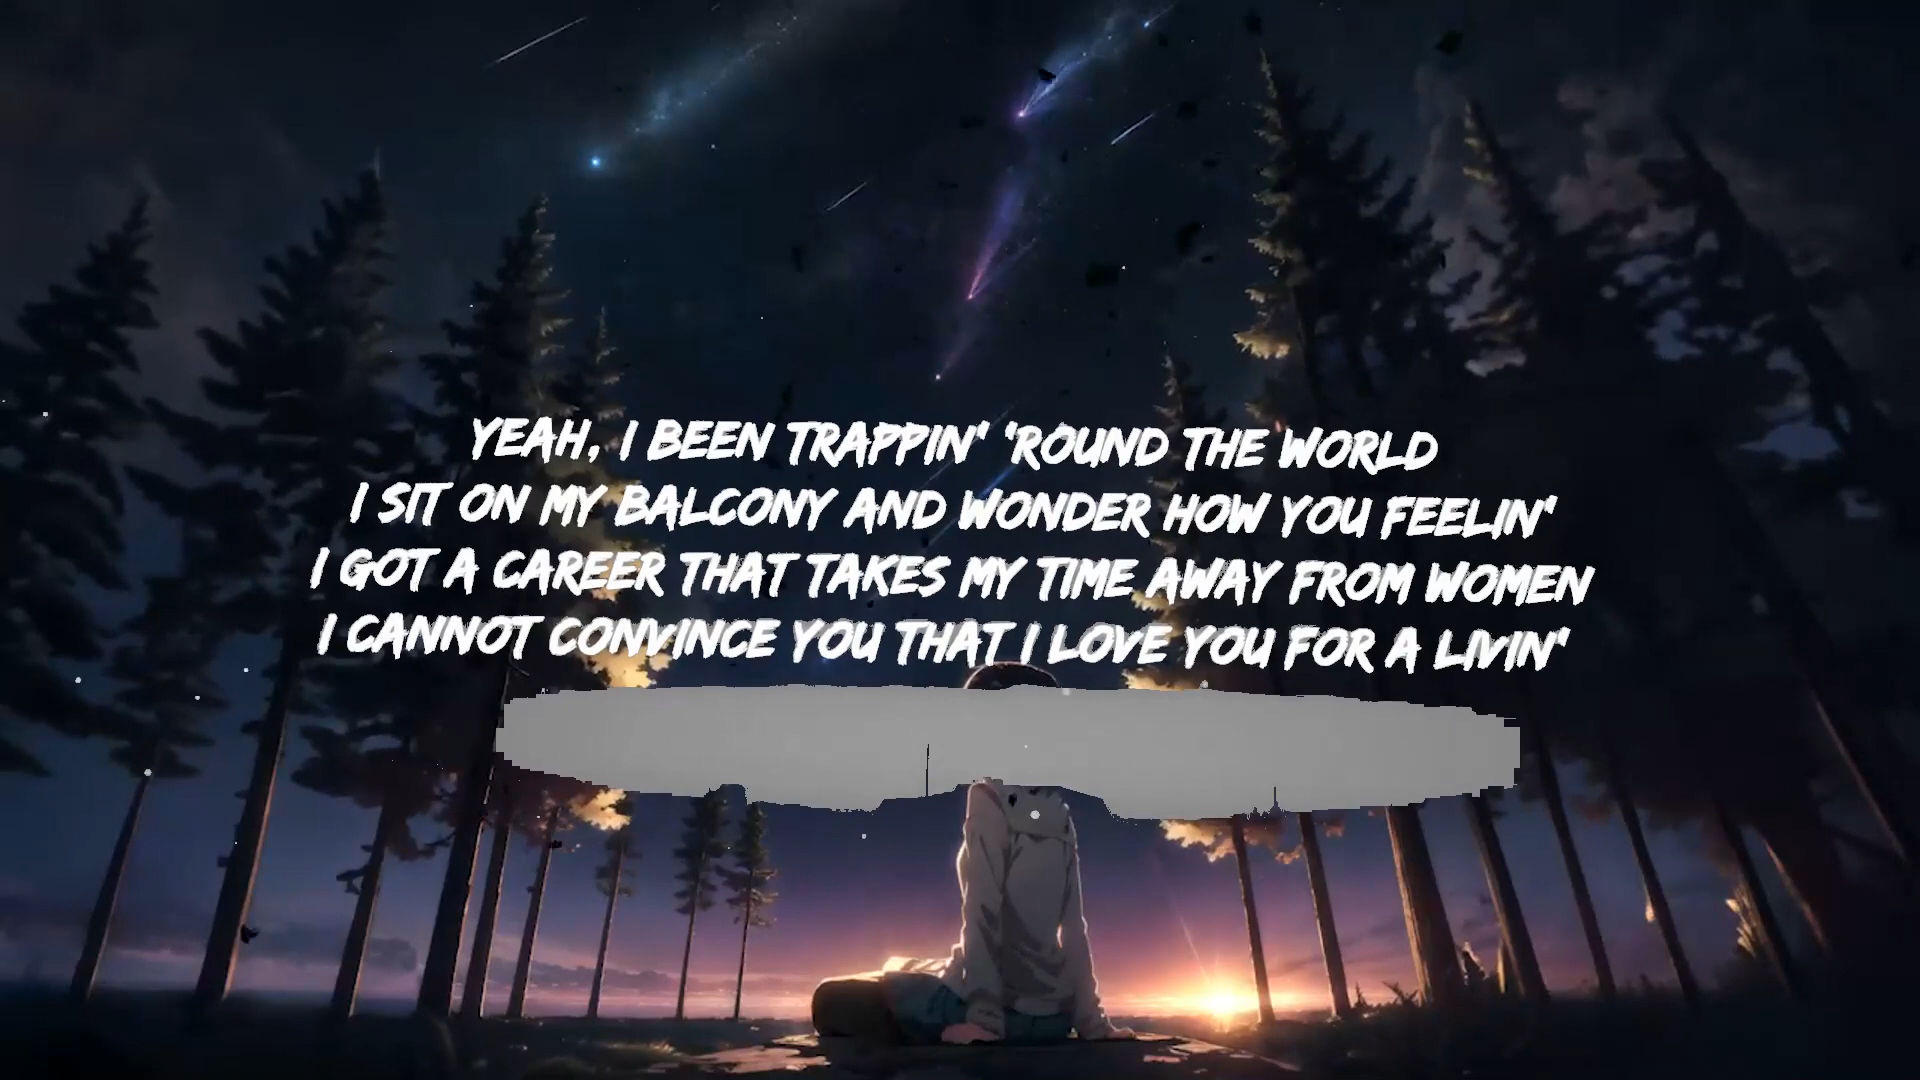 YEAH, I BEEN TRAPPIN' 'ROUND THE WORLD
I SIT ON MY BALCONY AND WONDER HOW YOU FEELIN'
I GOT A CAREER THAT TAKES MY TIME AWAY FROM WOMEN
I CANNOT CONVINCE YOU THAT I LOVE YOU FOR A LIVIN'